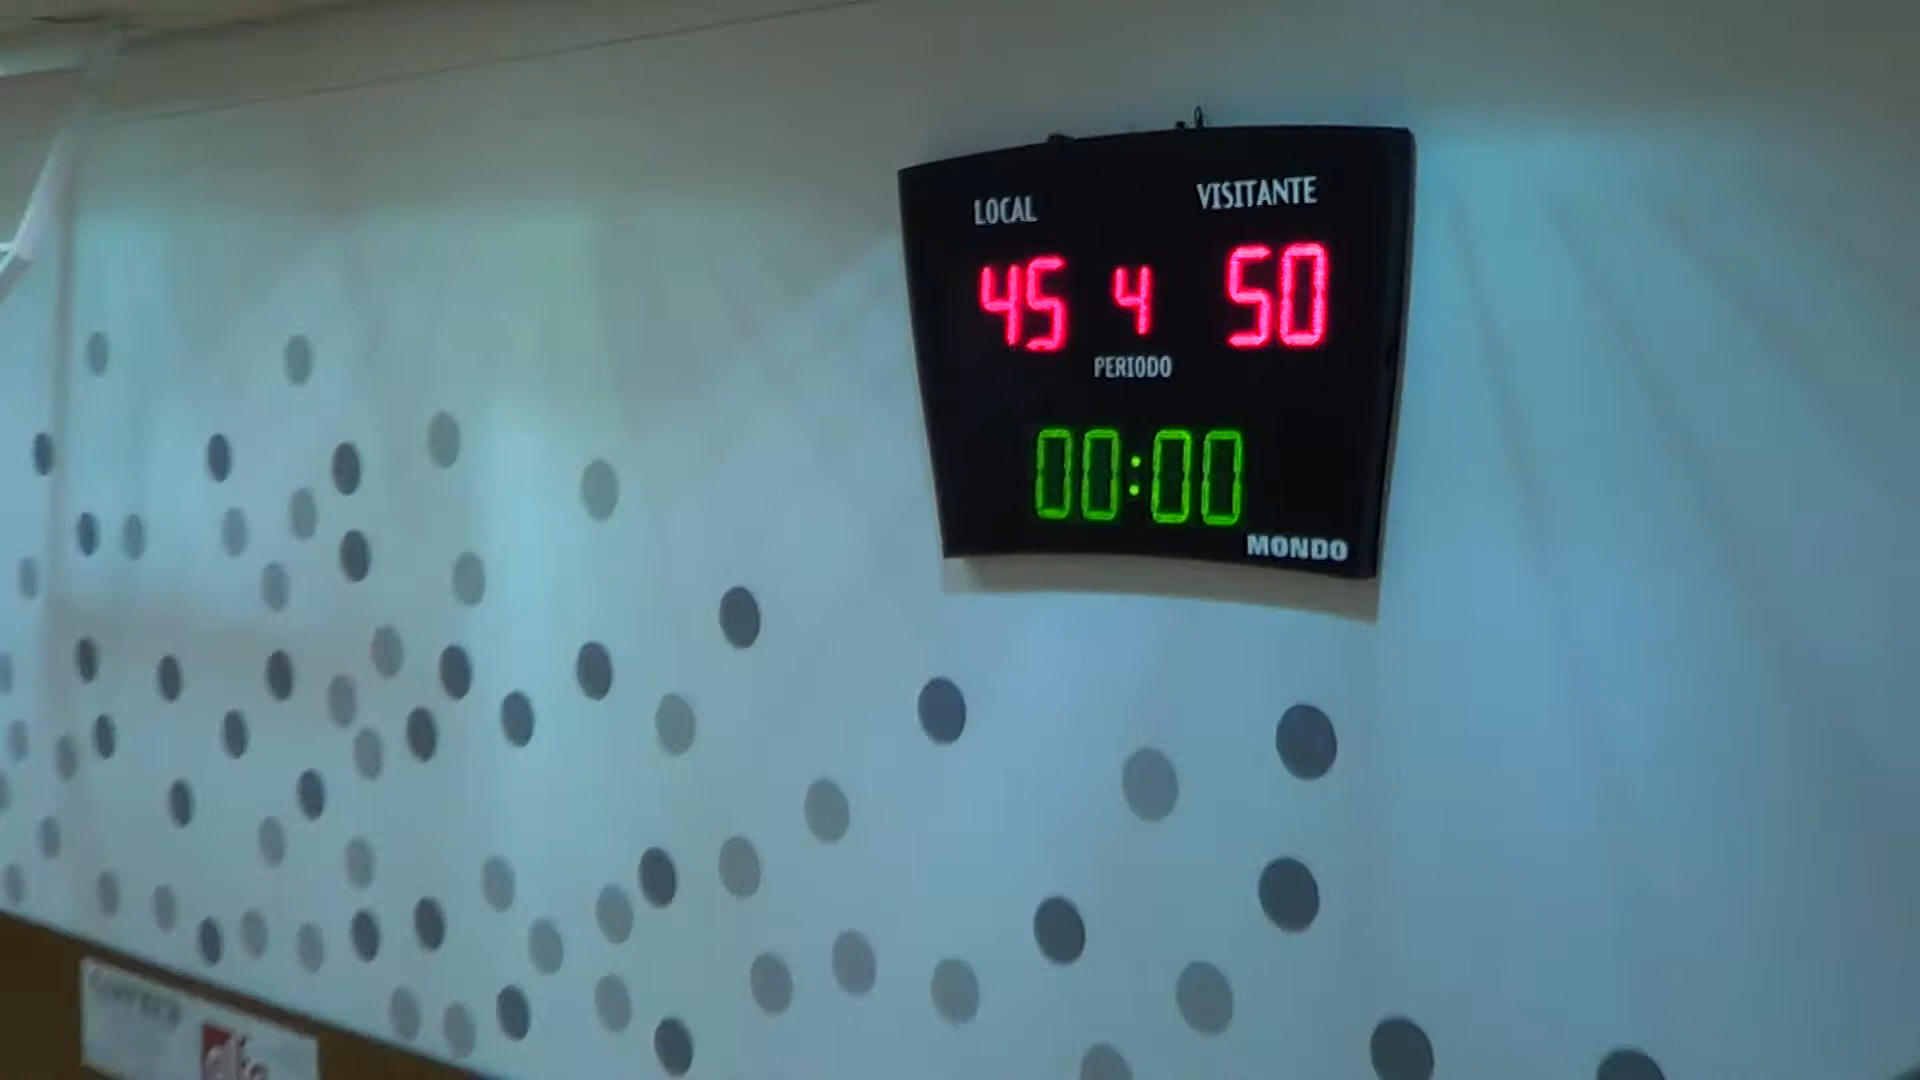 LOCAL VISITANTE
45 4 50
PERIODO
00:00
MONDO